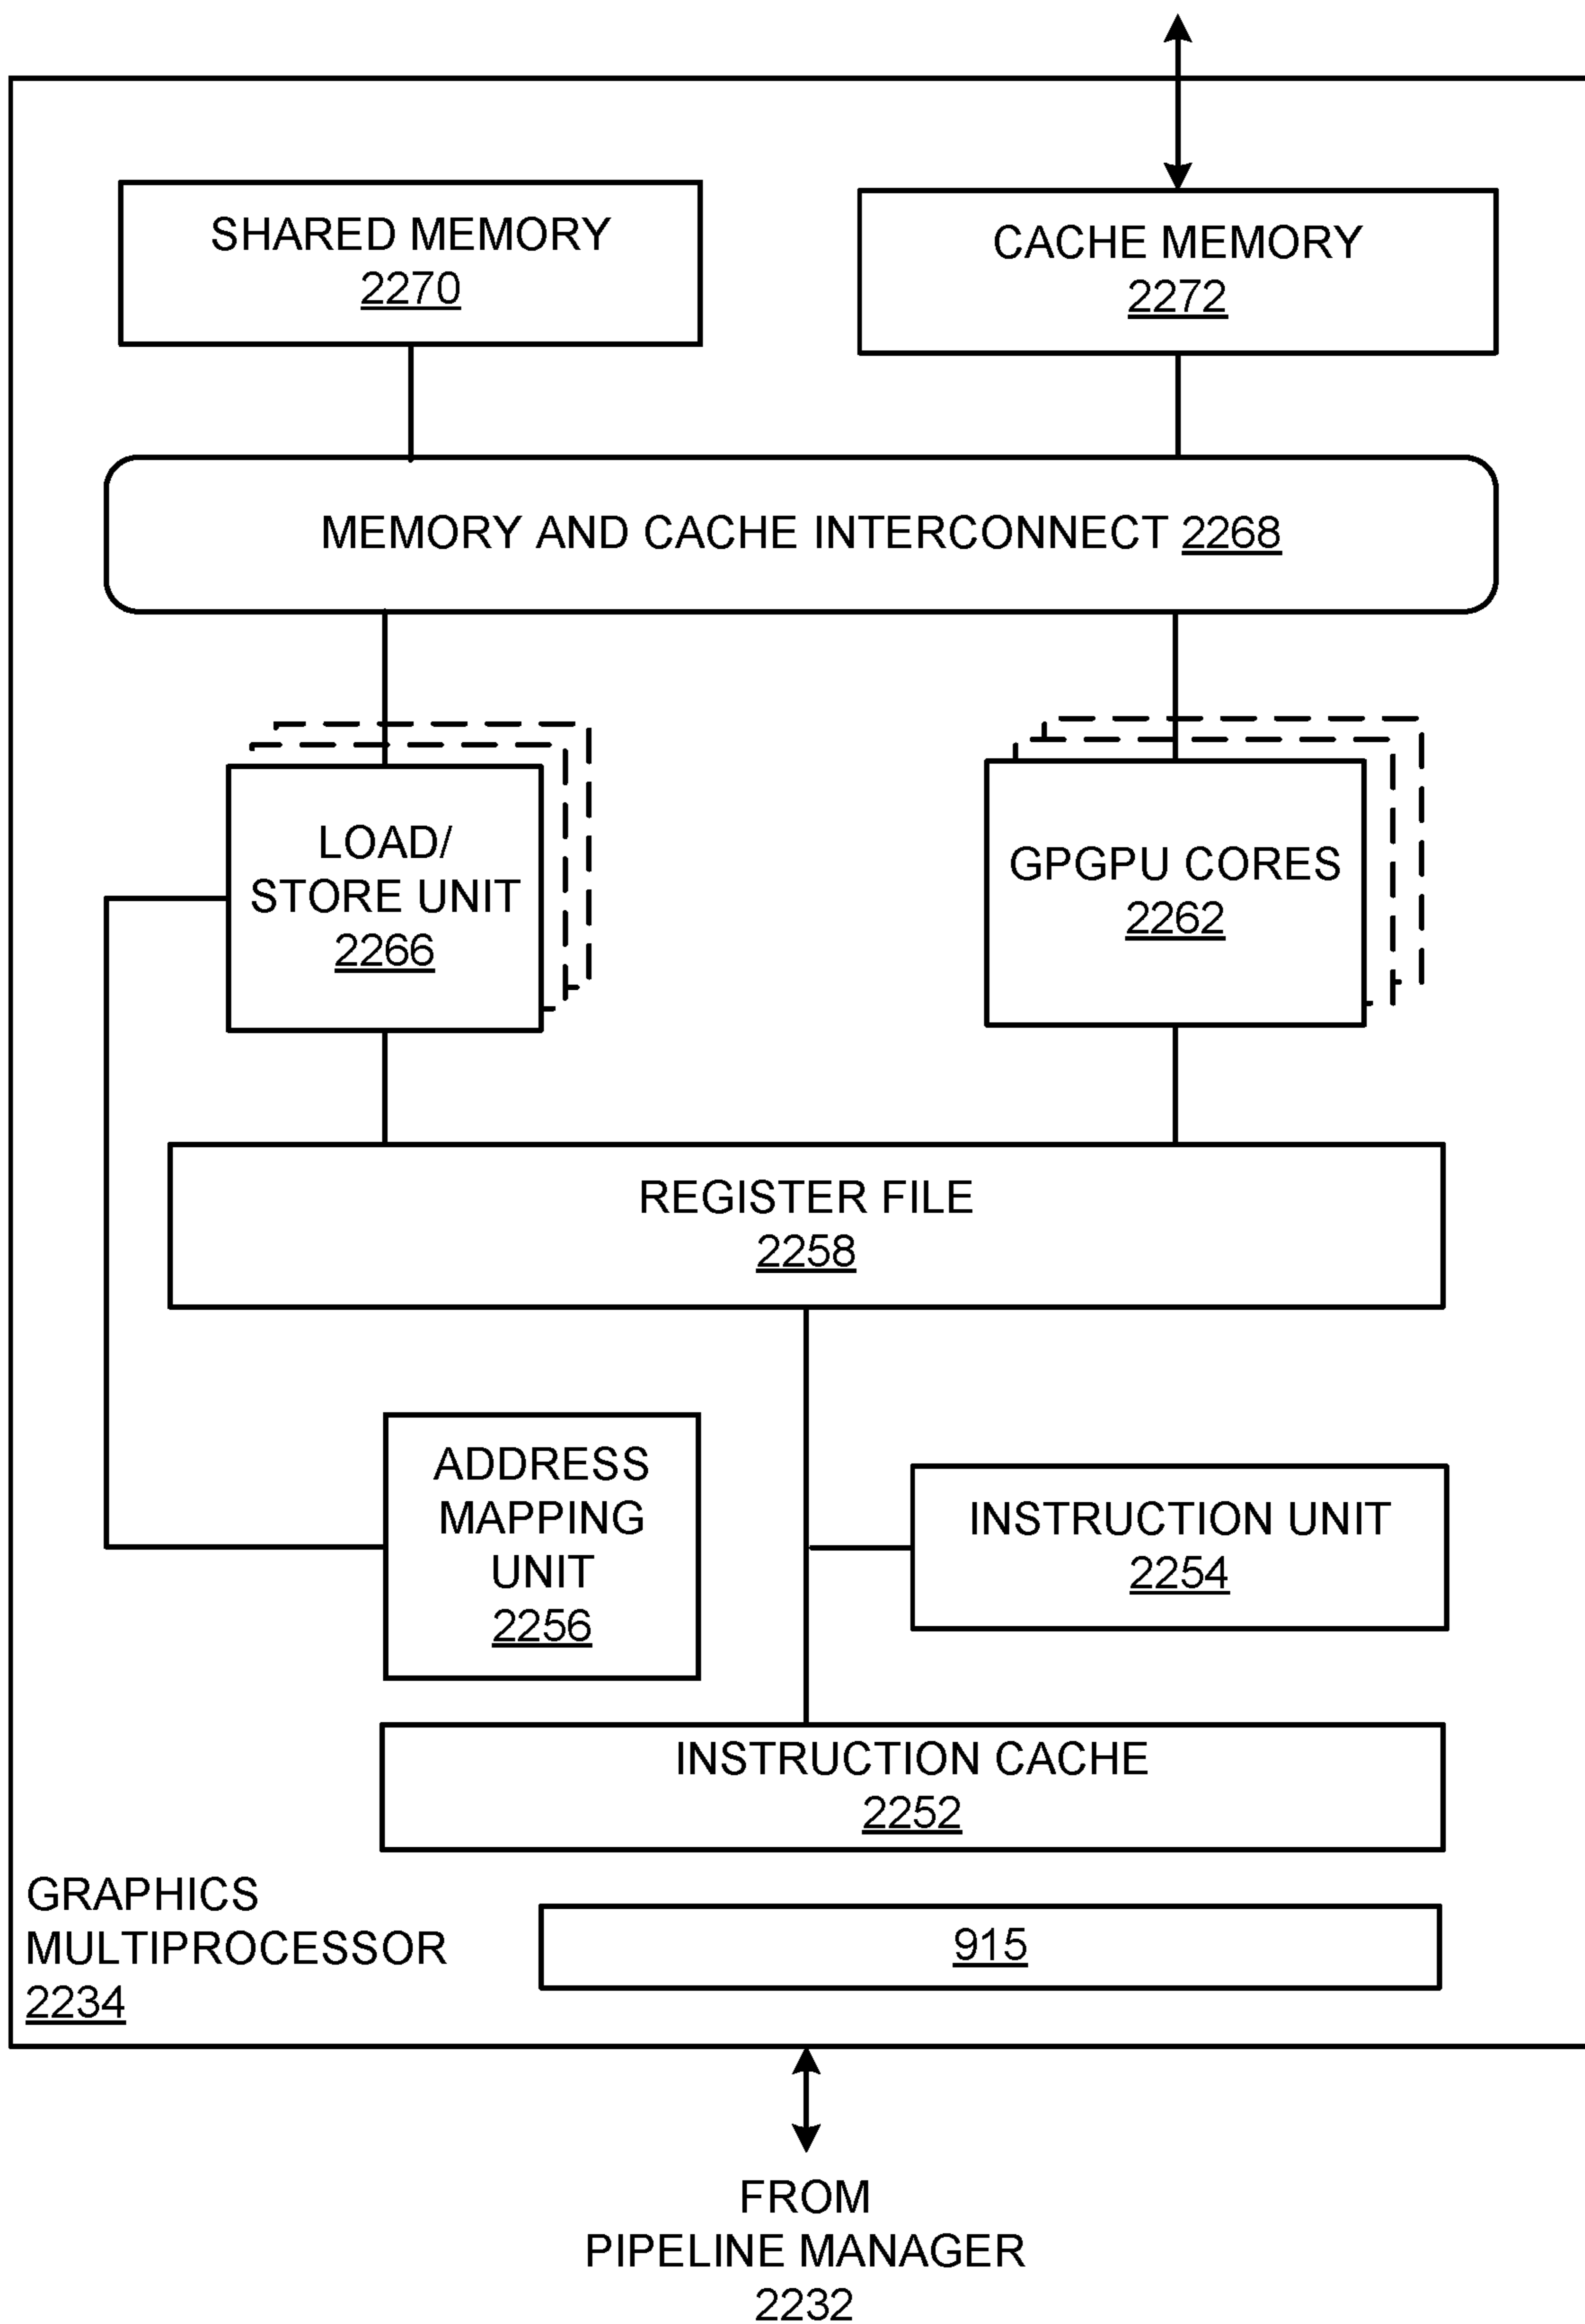 SHARED MEMORY
2270
CACHE MEMORY
2272
MEMORY AND CACHE INTERCONNECT 2268
LOAD/
STORE UNIT
2266
GPGPU CORES
2262
REGISTER FILE
2258
ADDRESS
MAPPING
UNIT
2256
INSTRUCTION UNIT
2254
INSTRUCTION CACHE
2252
GRAPHICS
MULTIPROCESSOR
2234
915
FROM
PIPELINE MANAGER
2232